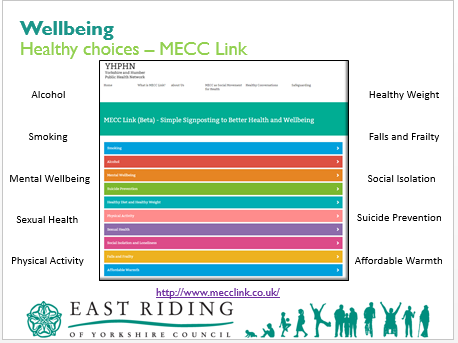 Wellbeing
Healthy choices – MECC Link
Alcohol
Smoking
Mental Wellbeing
Sexual Health
Physical Activity
YHPHN
Yorkshire and Humber
Public Health Network
Home
What is MECC Link?
About Us
MECC as Social Movement
for Health
Healthy Conversations
Safeguarding
MECC Link (Beta) - Simple Signposting to Better Health and Wellbeing
Smoking
Alcohol
Mental Wellbeing
Suicide Prevention
Healthy Diet and Healthy Weight
Physical Activity
Sexual Health
Social Isolation and Loneliness
Falls and Frailty
Affordable Warmth
Healthy Weight
Falls and Frailty
Social Isolation
Suicide Prevention
Affordable Warmth
http://www.mecclink.co.uk/
EAST RIDING
OF YORKSHIRE COUNCIL